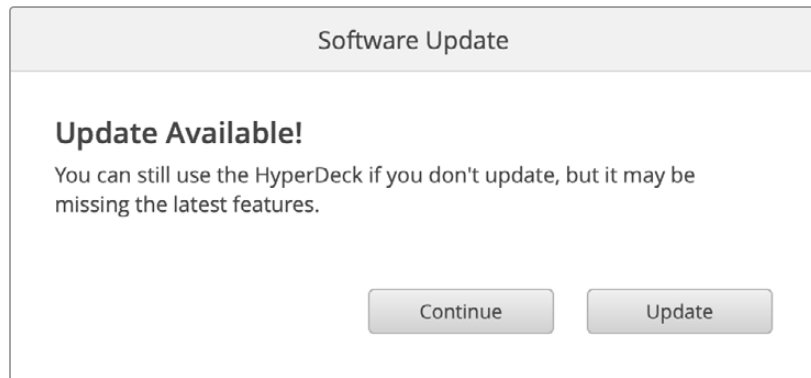 Software Update
Update Available!
You can still use the HyperDeck if you don't update, but it may be
missing the latest features.
Continue
Update